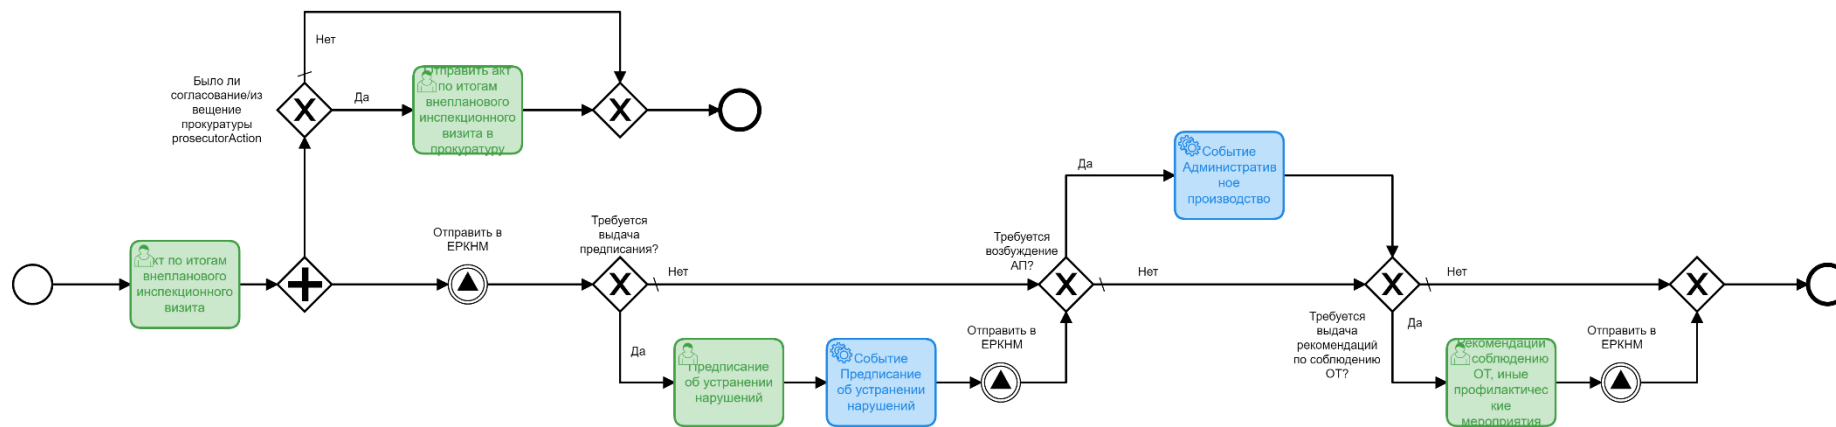 Нет
Было ли
согласование/из
вещение
прокуратуры
prosecutorAction
Да
Отправить акт
по итогам
внепланового
инспекционного
визита в
прокуратуру
Акт по итогам
внепланового
инспекционного
визита
Отправить в
ЕРКНМ
Требуется
выдача
предписания?
Нет
Да
Предписание
об устранении
нарушений
Событие
Предписание
об устранении
нарушений
Отправить в
ЕРКНМ
Требуется
возбуждение
АП?
Да
Событие
Административ
ное
производство
Нет
Требуется
выдача
рекомендаций
по соблюдению
ОТ?
Нет
Да
Рекомендации
соблюдению
ОТ, иные
профилактичес
кие
мероприятия
Отправить в
ЕРКНМ